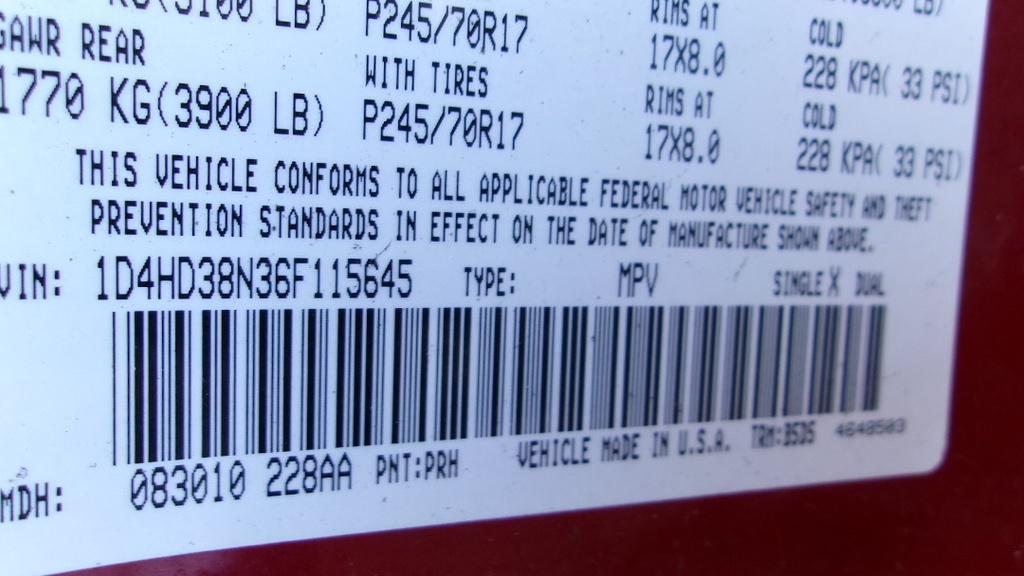 (3100 LB) P245/70R17 RIMS AT
GAWR REAR WITH TIRES 17X8.0 COLD 228 KPA( 33 PSI)
1770 KG(3900 LB) P245/70R17 RIMS AT 17X8.0 COLD 228 KPA( 33 PSI)
THIS VEHICLE CONFORMS TO ALL APPLICABLE FEDERAL MOTOR VEHICLE SAFETY AND THEFT
PREVENTION STANDARDS IN EFFECT ON THE DATE OF MANUFACTURE SHOWN ABOVE.
VIN: 1D4HD38N36F115645 TYPE: MPV SINGLE X DUAL
MDH: 083010 228AA PNT:PRH VEHICLE MADE IN U.S.A. TRM:B5D5 4648503